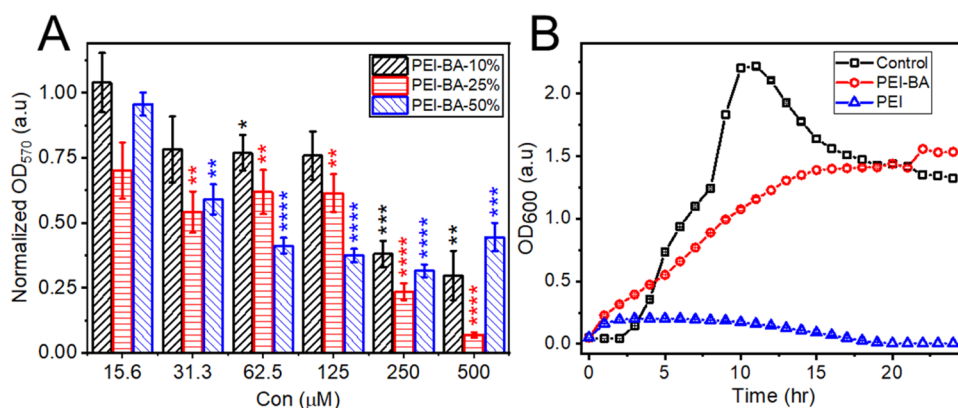 A
Normalized OD570 (a.u)
1.00
0.75
0.50
0.25
0.00
PEI-BA-10%
PEI-BA-25%
PEI-BA-50%
** ** * ** **** ** **** *** **** **** ** **** ***
15.6 31.3 62.5 125 250 500
Con (μM)
B
OD600 (a.u)
2.0
1.5
1.0
0.5
0.0
Control
PEI-BA
PEI
0 5 10 15 20
Time (hr)